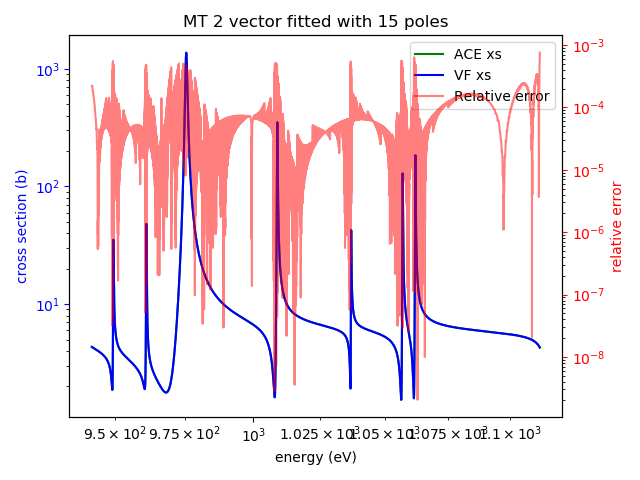 MT 2 vector fitted with 15 poles
ACE xs
VF xs
Relative error
cross section (b)
10³
10²
10¹
relative error
10⁻³
10⁻⁴
10⁻⁵
10⁻⁶
10⁻⁷
10⁻⁸
9.5 × 10² 9.75 × 10² 10³ 1.025 × 10³ 1.05 × 10³ 1.075 × 10³ 1.1 × 10³
energy (eV)